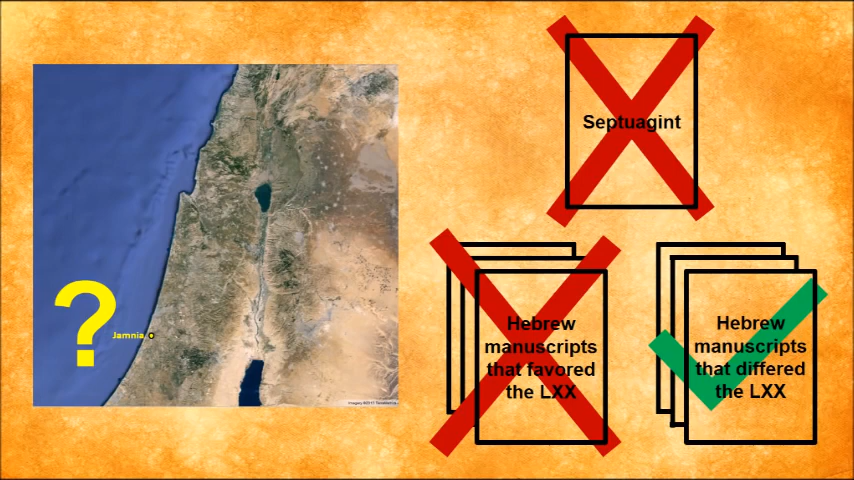 Septuagint
?
Jamnia
Hebrew
manuscripts
that favored
the LXX
Hebrew
manuscripts
that differed
the LXX